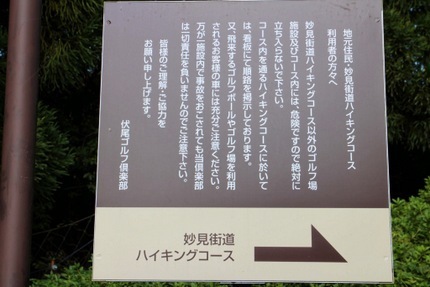 地元住民・妙見街道ハイキングコース
利用者の方々へ
妙見街道ハイキングコース以外のゴルフ場
施設及びコース内には、危険ですので絶対に
立ち入らないで下さい。
コース内を通るハイキングコースに於いて
は、看板にて順路を掲示しております。
又、飛来するゴルフボールやゴルフ場を利用
されるお客様の車には充分ご注意ください。
万が一施設内で事故をおこされても当倶楽部
は一切責任を負いませんのでご注意下さい。
皆様のご理解・ご協力を
お願い申し上げます。
伏尾ゴルフ倶楽部
妙見街道
ハイキングコース